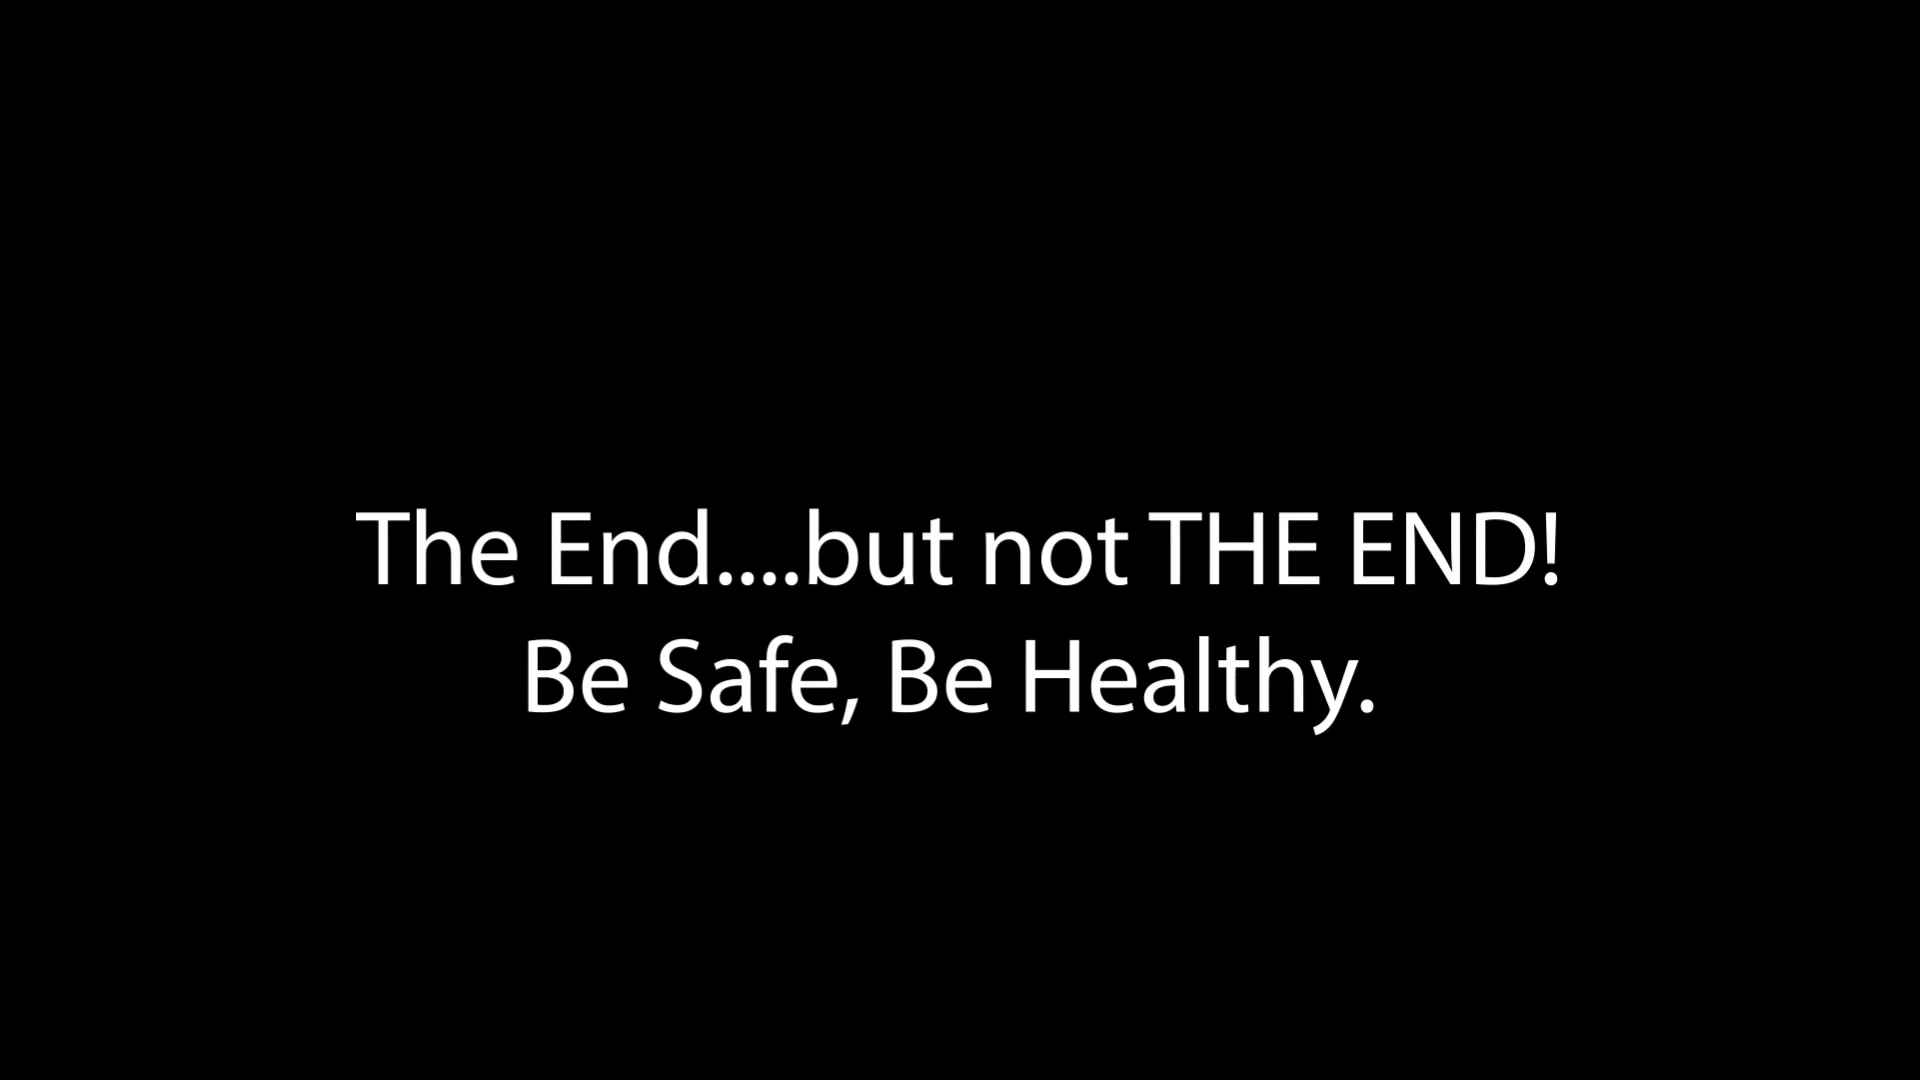 The End....but not THE END!
Be Safe, Be Healthy.